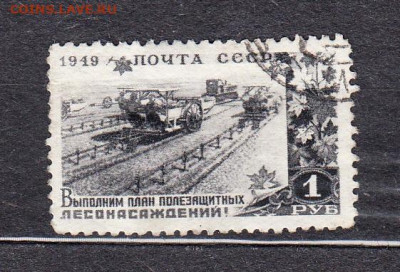 COINS.LAVE.RU
1949 ПОЧТА СССР
ВЫПОЛНИМ ПЛАН ПОЛЕЗАЩИТНЫХ
ЛЕСОНАСАЖДЕНИЙ!
1
РУБ